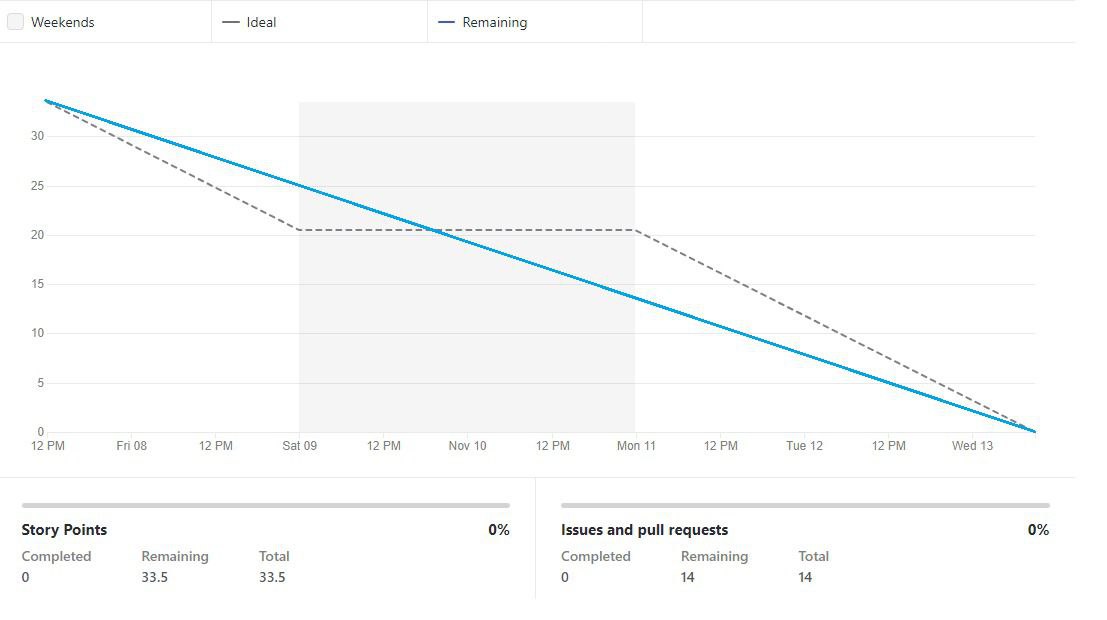 Weekends Ideal Remaining
30
25
20
15
10
5
0
12 PM Fri 08 12 PM Sat 09 12 PM Nov 10 12 PM Mon 11 12 PM Tue 12 12 PM Wed 13
Story Points 0%
Completed Remaining Total
0 33.5 33.5
Issues and pull requests 0%
Completed Remaining Total
0 14 14